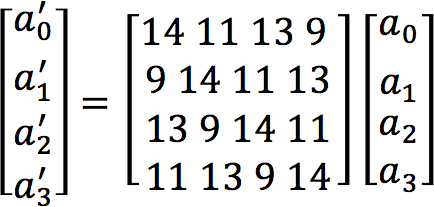 [a′₀] = [14 11 13 9] [a₀]
[a′₁] [9 14 11 13] [a₁]
[a′₂] [13 9 14 11] [a₂]
[a′₃] [11 13 9 14] [a₃]